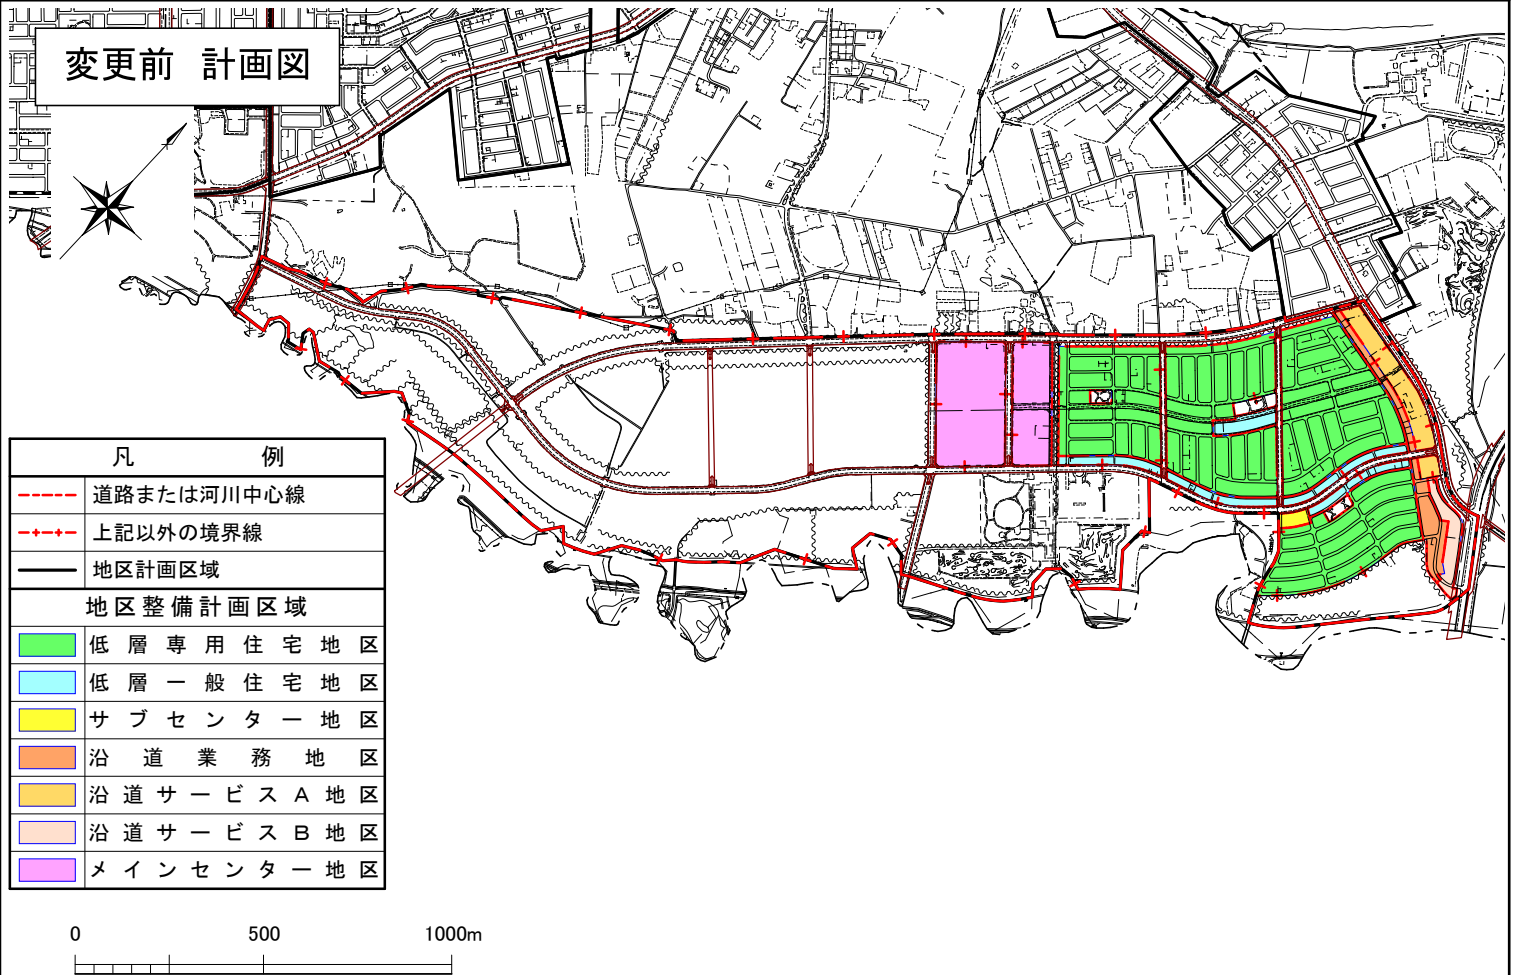 変更前 計画図
凡 例
道路または河川中心線
上記以外の境界線
地区計画区域
地区整備計画区域
低層専用住宅地区
低層一般住宅地区
サブセンター地区
沿道業務地区
沿道サービスA地区
沿道サービスB地区
メインセンター地区
0 500 1000m